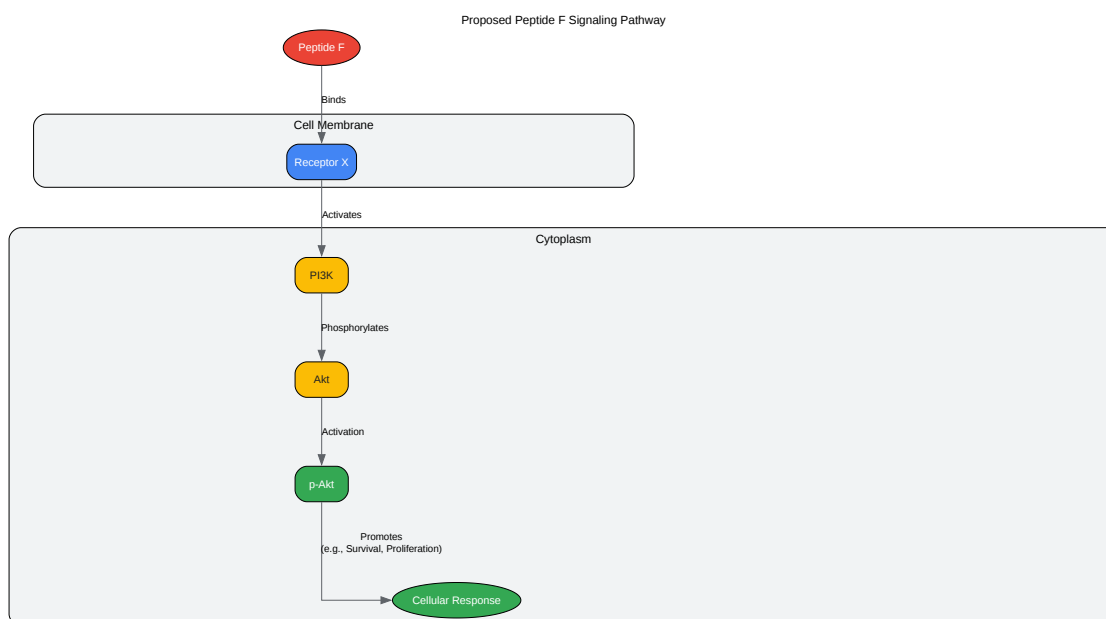 Proposed Peptide F Signaling Pathway
Peptide F
Binds
Cell Membrane
Receptor X
Activates
Cytoplasm
PI3K
Phosphorylates
Akt
Activation
p-Akt
Promotes
(e.g., Survival, Proliferation)
Cellular Response